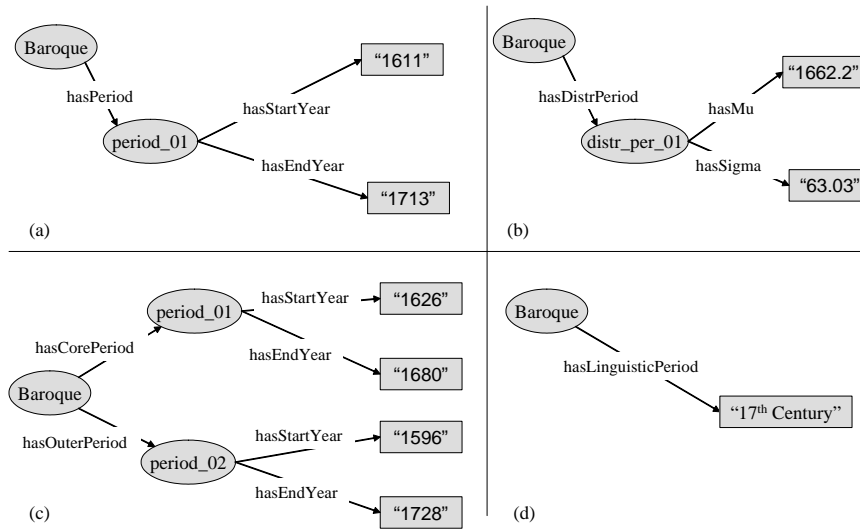 Baroque
"1611"
hasPeriod
hasStartYear
period_01
hasEndYear
"1713"
(a)
Baroque
"1662.2"
hasDistrPeriod
hasMu
distr_per_01
hasSigma
"63.03"
(b)
hasStartYear
"1626"
period_01
hasCorePeriod
hasEndYear
"1680"
Baroque
hasStartYear
"1596"
hasOuterPeriod
period_02
hasEndYear
"1728"
(c)
Baroque
hasLinguisticPeriod
“17th Century”
(d)